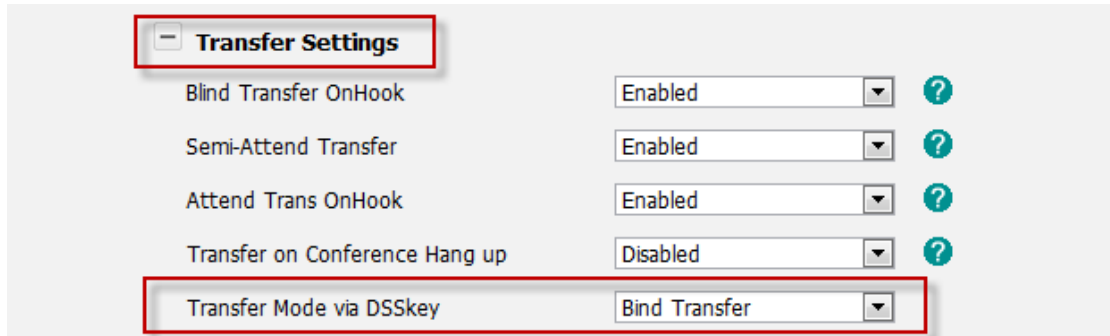 Transfer Settings
Blind Transfer OnHook Enabled ?
Semi-Attend Transfer Enabled ?
Attend Trans OnHook Enabled ?
Transfer on Conference Hang up Disabled ?
Transfer Mode via DSSkey Bind Transfer